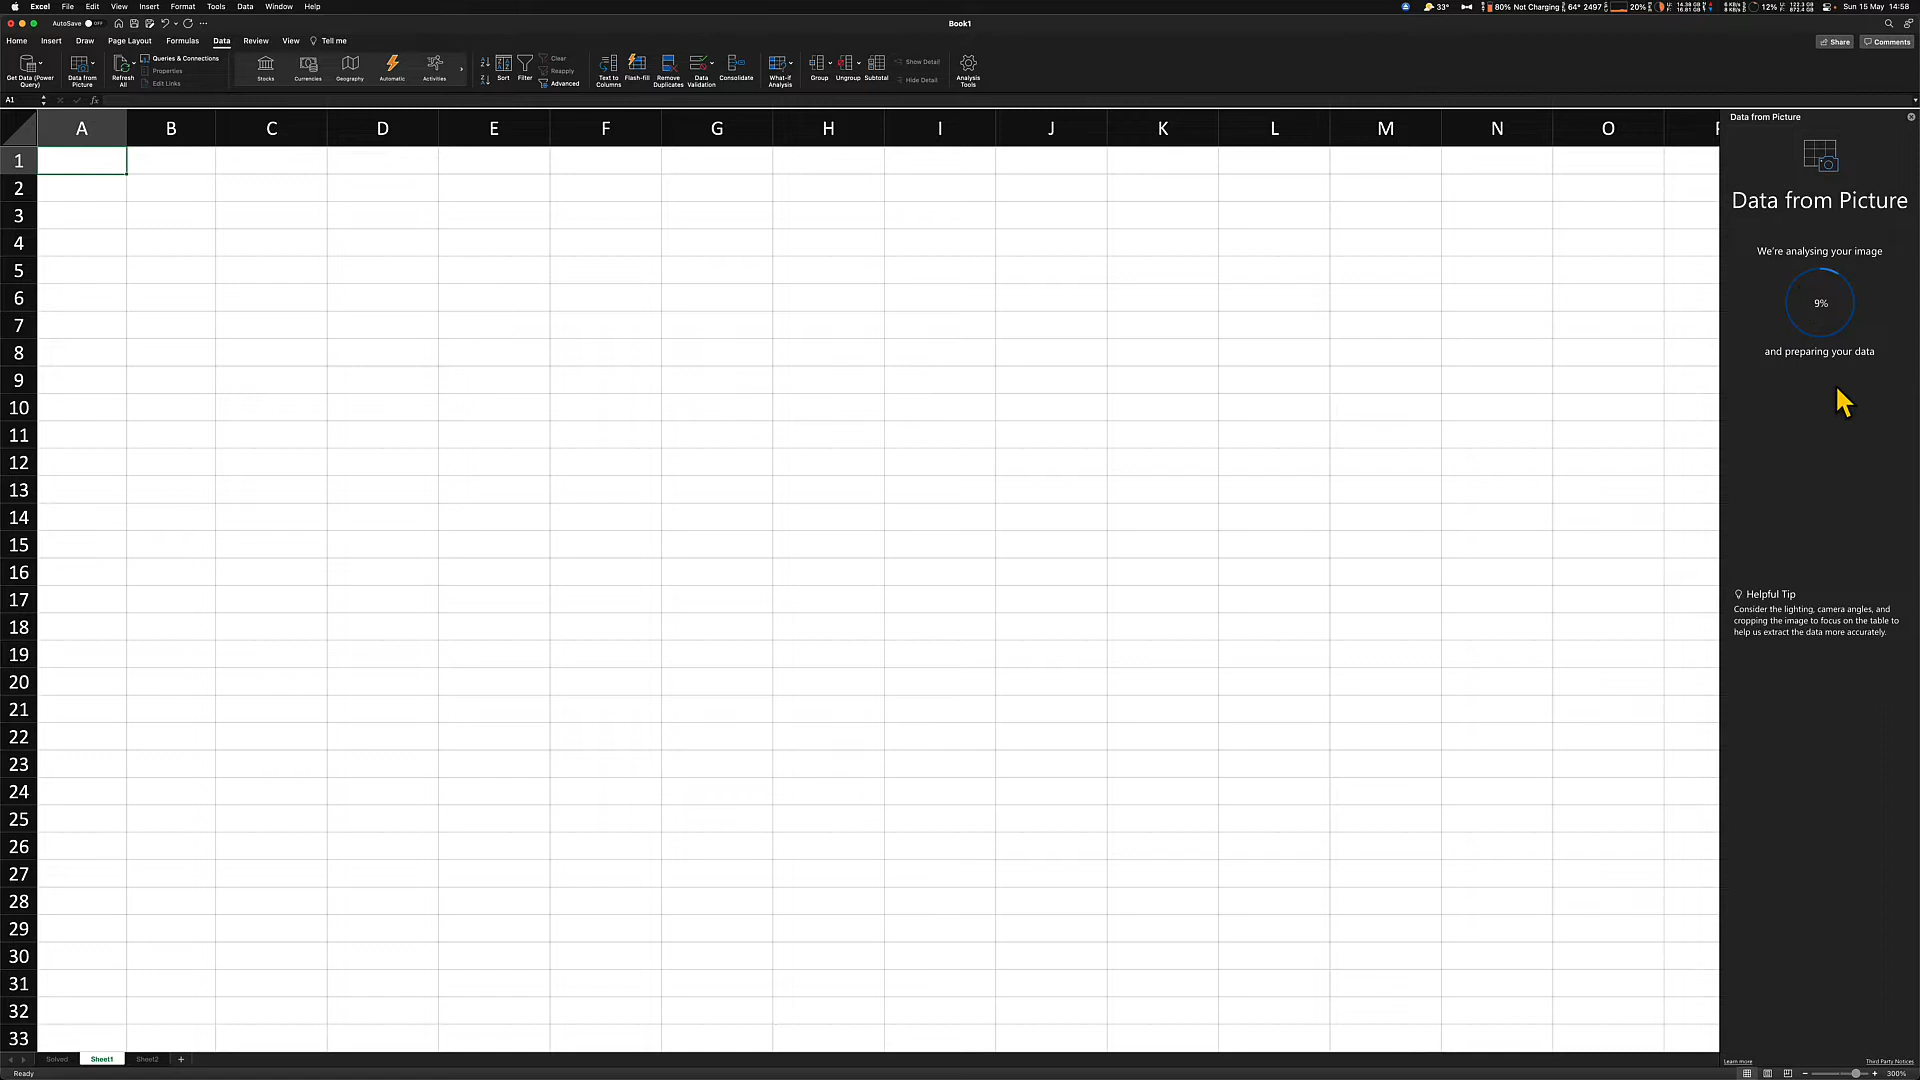 Excel File Edit View Insert Format Tools Data Window Help
33° 80% Not Charging 64° 2497 20% 12% Sun 15 May 14:58
AutoSave OFF
Book1
Home Insert Draw Page Layout Formulas Data Review View Tell me
Share Comments
Get Data (Power Query)
Data from Picture
Refresh All
Queries & Connections
Properties
Edit Links
Stocks Currencies Geography Automatic Activities
Sort Filter
Clear
Reapply
Advanced
Text to Columns
Flash-fill
Remove Duplicates
Data Validation
Consolidate
What-if Analysis
Group Ungroup Subtotal
Show Detail
Hide Detail
Analysis Tools
A1 fx
A B C D E F G H I J K L M N O
1
2
3
4
5
6
7
8
9
10
11
12
13
14
15
16
17
18
19
20
21
22
23
24
25
26
27
28
29
30
31
32
33
Data from Picture
Data from Picture
We're analysing your image
9%
and preparing your data
Helpful Tip
Consider the lighting, camera angles, and
cropping the image to focus on the table to
help us extract the data more accurately.
Learn more Third Party Notices
Solved Sheet1 Sheet2 +
Ready
300%